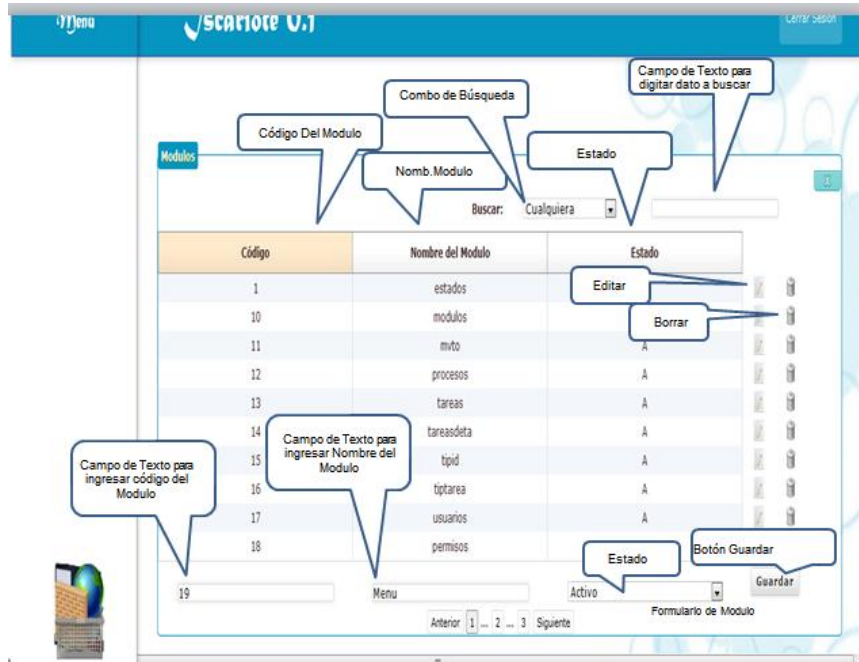 Menu
Iscariote 0.1
Cerrar Sesión
Campo de Texto para
digitar dato a buscar
Combo de Búsqueda
Código Del Modulo
Estado
Modulos
Nomb.Modulo
Buscar: Cualquiera
Código Nombre del Modulo Estado
1 estados
Editar
10 modulos
Borrar
11 mvto A
12 procesos A
13 tareas A
14 tareasdeta A
Campo de Texto para
ingresar Nombre del
Modulo
Campo de Texto para
ingresar código del
Modulo
15 tipid A
16 tiptarea A
17 usuarios A
18 permisos
Estado
Botón Guardar
19 Menu Activo Guardar
Formulario de Modulo
Anterior 1 ... 2 ... 3 Siguiente